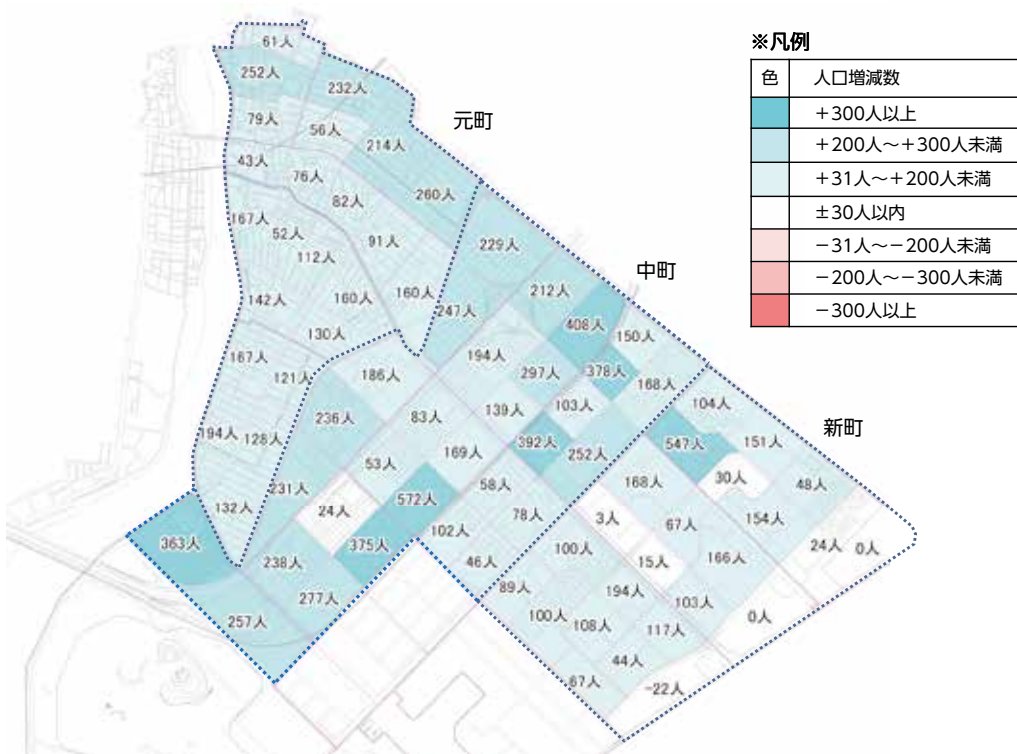 ※凡例
色 人口増減数
＋300人以上
＋200人～＋300人未満
＋31人～＋200人未満
±30人以内
－31人～－200人未満
－200人～－300人未満
－300人以上
元町
中町
新町
61人
252人
232人
79人
56人
214人
43人
76人
82人
260人
167人
52人
91人
112人
229人
142人
160人
160人
247人
212人
130人
408人
150人
167人
121人
186人
194人
297人
378人
168人
236人
83人
139人
103人
104人
194人
128人
53人
169人
392人
252人
547人
151人
132人
231人
24人
572人
58人
168人
30人
48人
363人
238人
375人
102人
78人
3人
67人
154人
257人
277人
46人
100人
15人
166人
24人
0人
89人
194人
103人
0人
100人
108人
117人
44人
67人
-22人